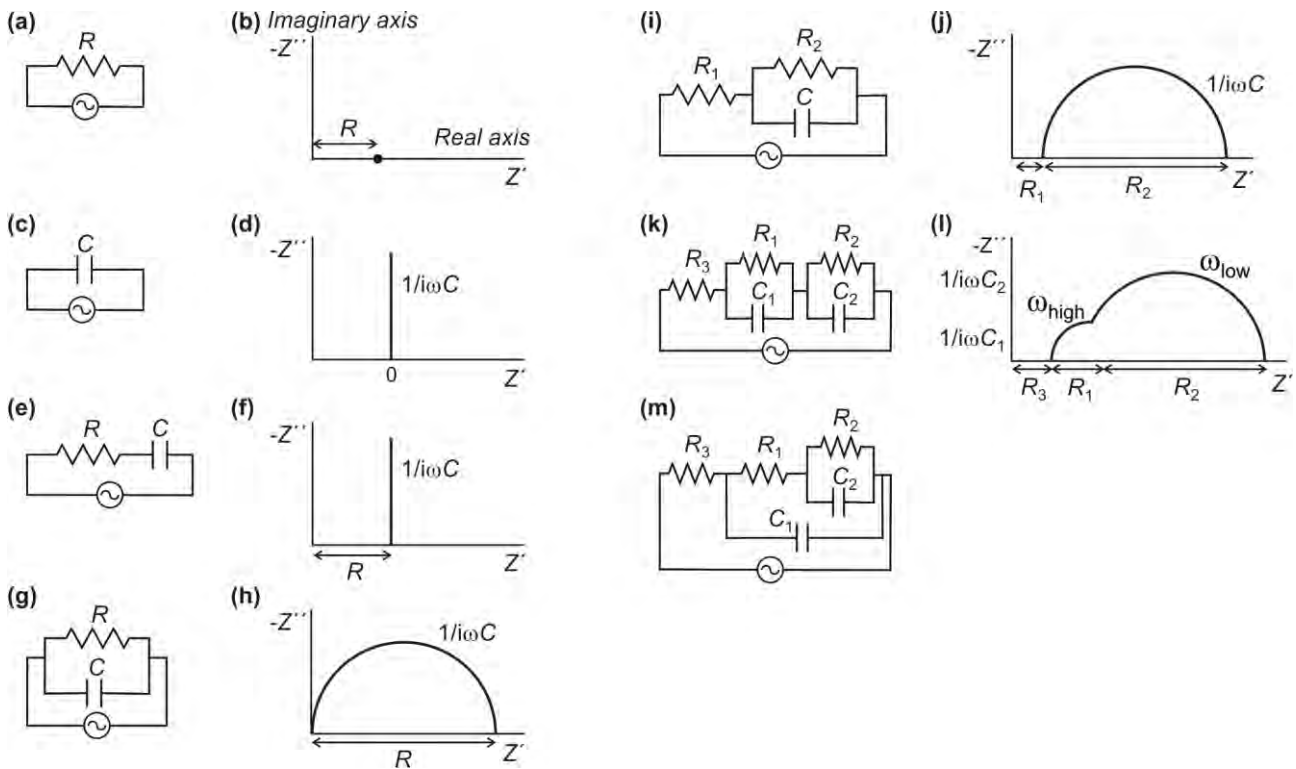 (a)
R
(b)
Imaginary axis
-Z´´
R
Real axis
Z´
(c)
C
(d)
-Z´´
1/iωC
0
Z´
(e)
R
C
(f)
-Z´´
1/iωC
R
Z´
(g)
R
C
(h)
-Z´´
1/iωC
R
Z´
(i)
R2
R1
C
(j)
-Z´´
1/iωC
R1
R2
Z´
(k)
R1
R2
R3
C1
C2
(l)
-Z´´
1/iωC2
ωlow
ωhigh
1/iωC1
R3
R1
R2
Z´
(m)
R2
R3
R1
C2
C1